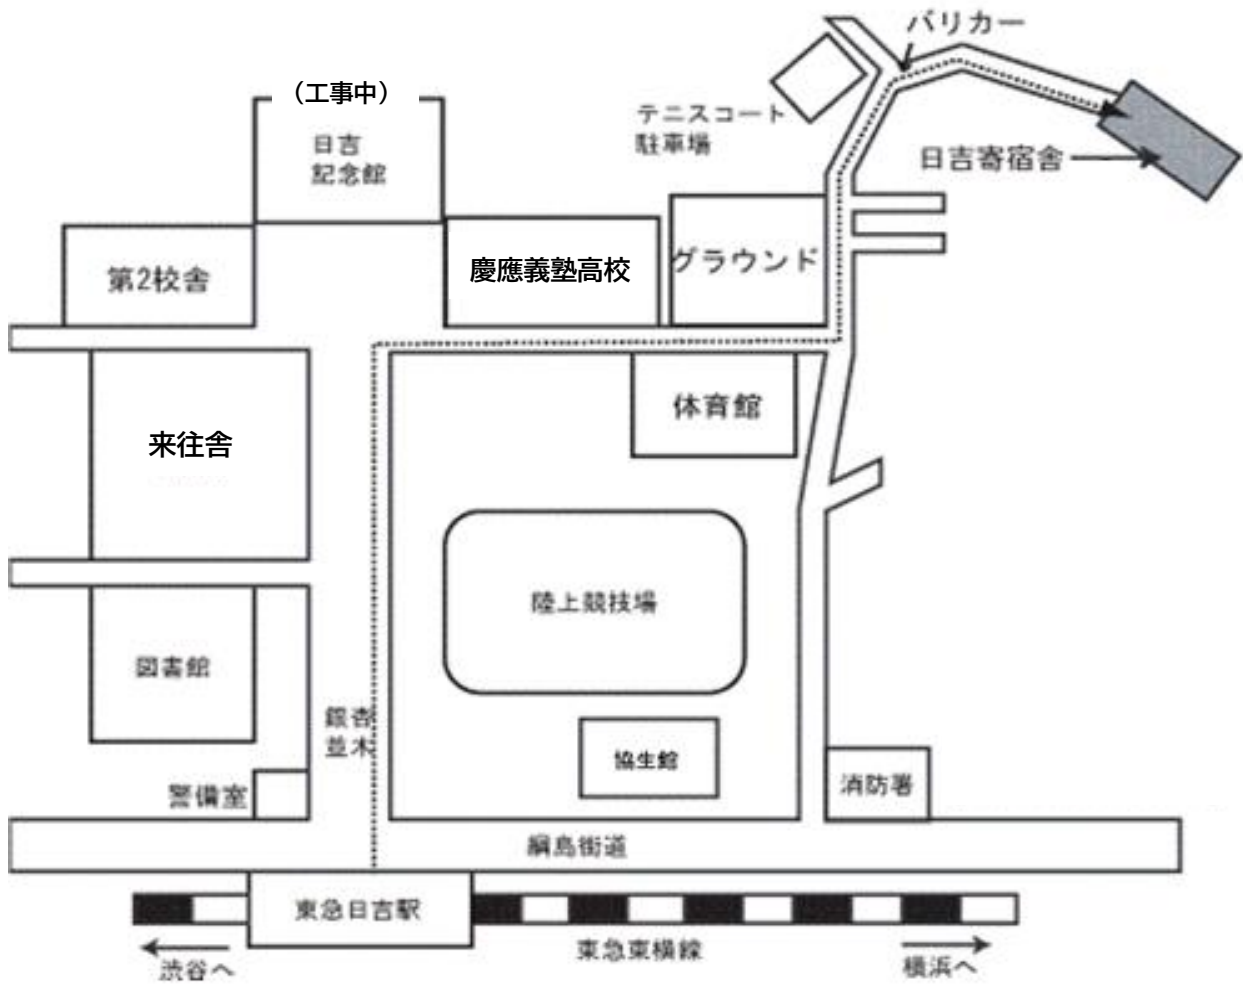 バリカー
（工事中）
テニスコート
駐車場
日吉
記念館
日吉寄宿舎
第2校舎
慶應義塾高校
グラウンド
体育館
来往舎
陸上競技場
図書館
銀杏
並木
協生館
警備室
消防署
綱島街道
東急日吉駅
東急東横線
渋谷へ
横浜へ